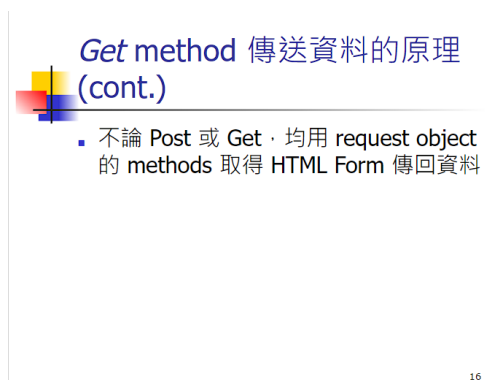 Get method 傳送資料的原理
(cont.)
不論 Post 或 Get，均用 request object
的 methods 取得 HTML Form 傳回資料
16